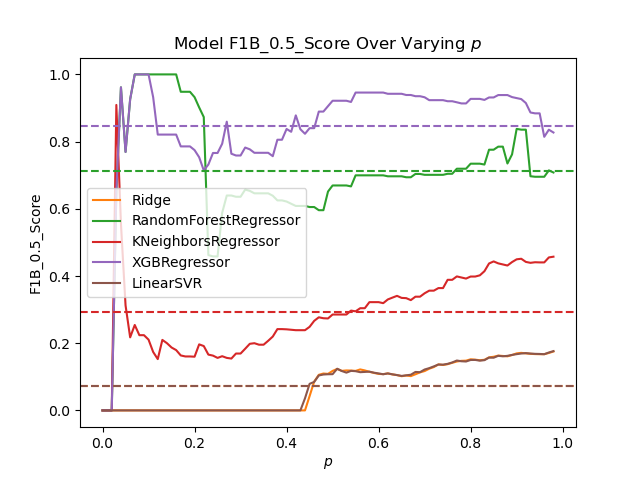 Model F1B_0.5_Score Over Varying p
F1B_0.5_Score
1.0
0.8
0.6
0.4
0.2
0.0
Ridge
RandomForestRegressor
KNeighborsRegressor
XGBRegressor
LinearSVR
0.0 0.2 0.4 0.6 0.8 1.0
p